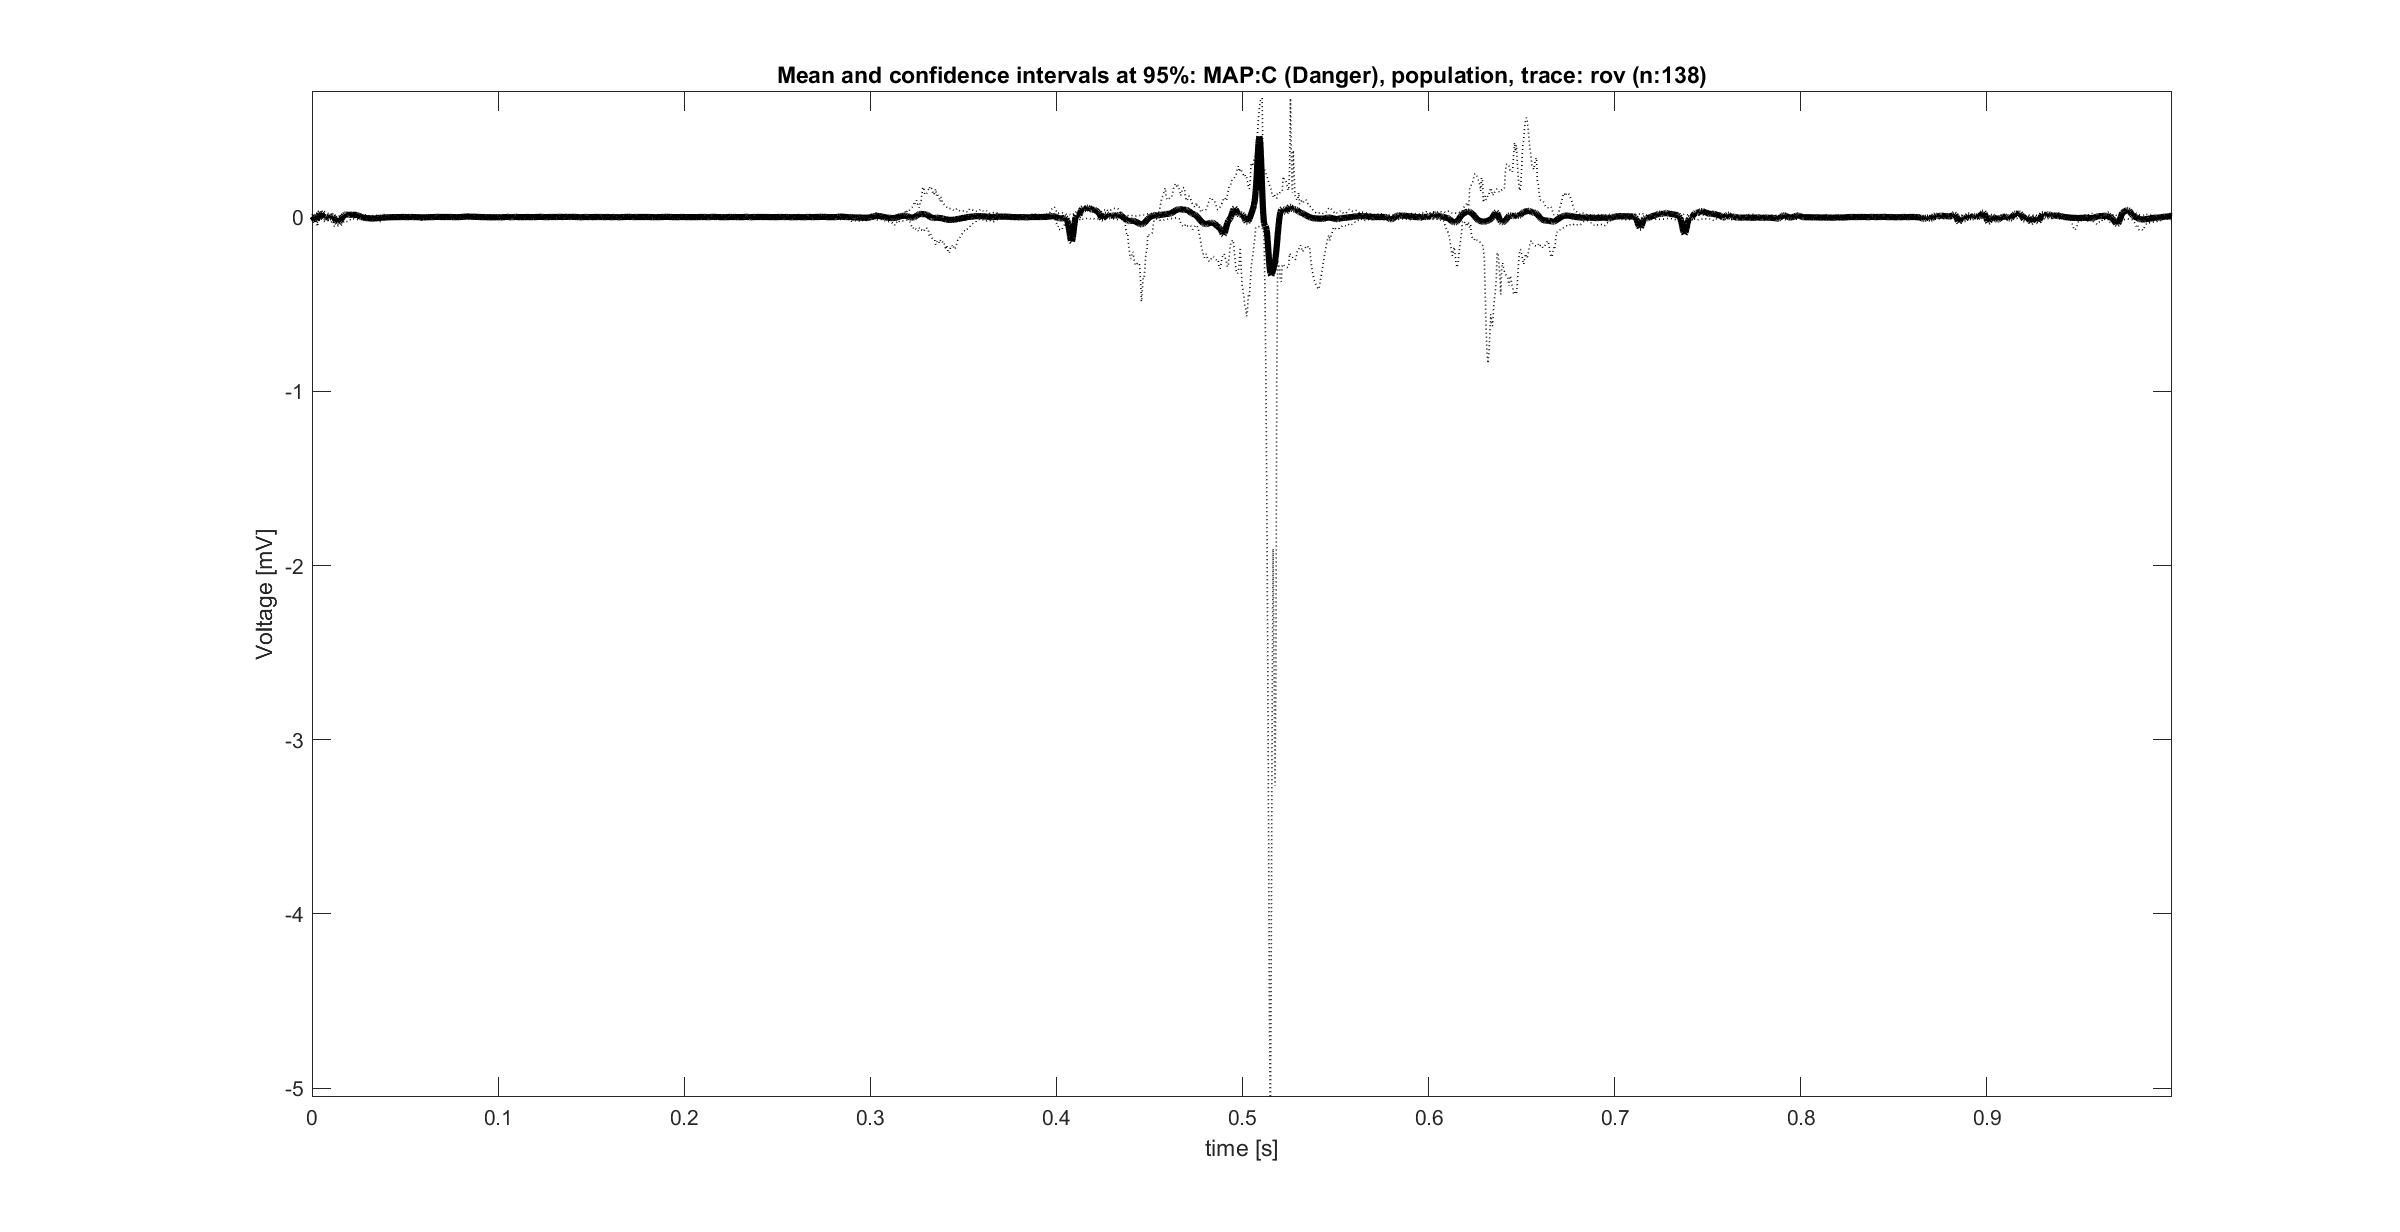 Mean and confidence intervals at 95%: MAP:C (Danger), population, trace: rov (n:138)
0
-1
-2
-3
-4
-5
Voltage [mV]
0 0.1 0.2 0.3 0.4 0.5 0.6 0.7 0.8 0.9
time [s]